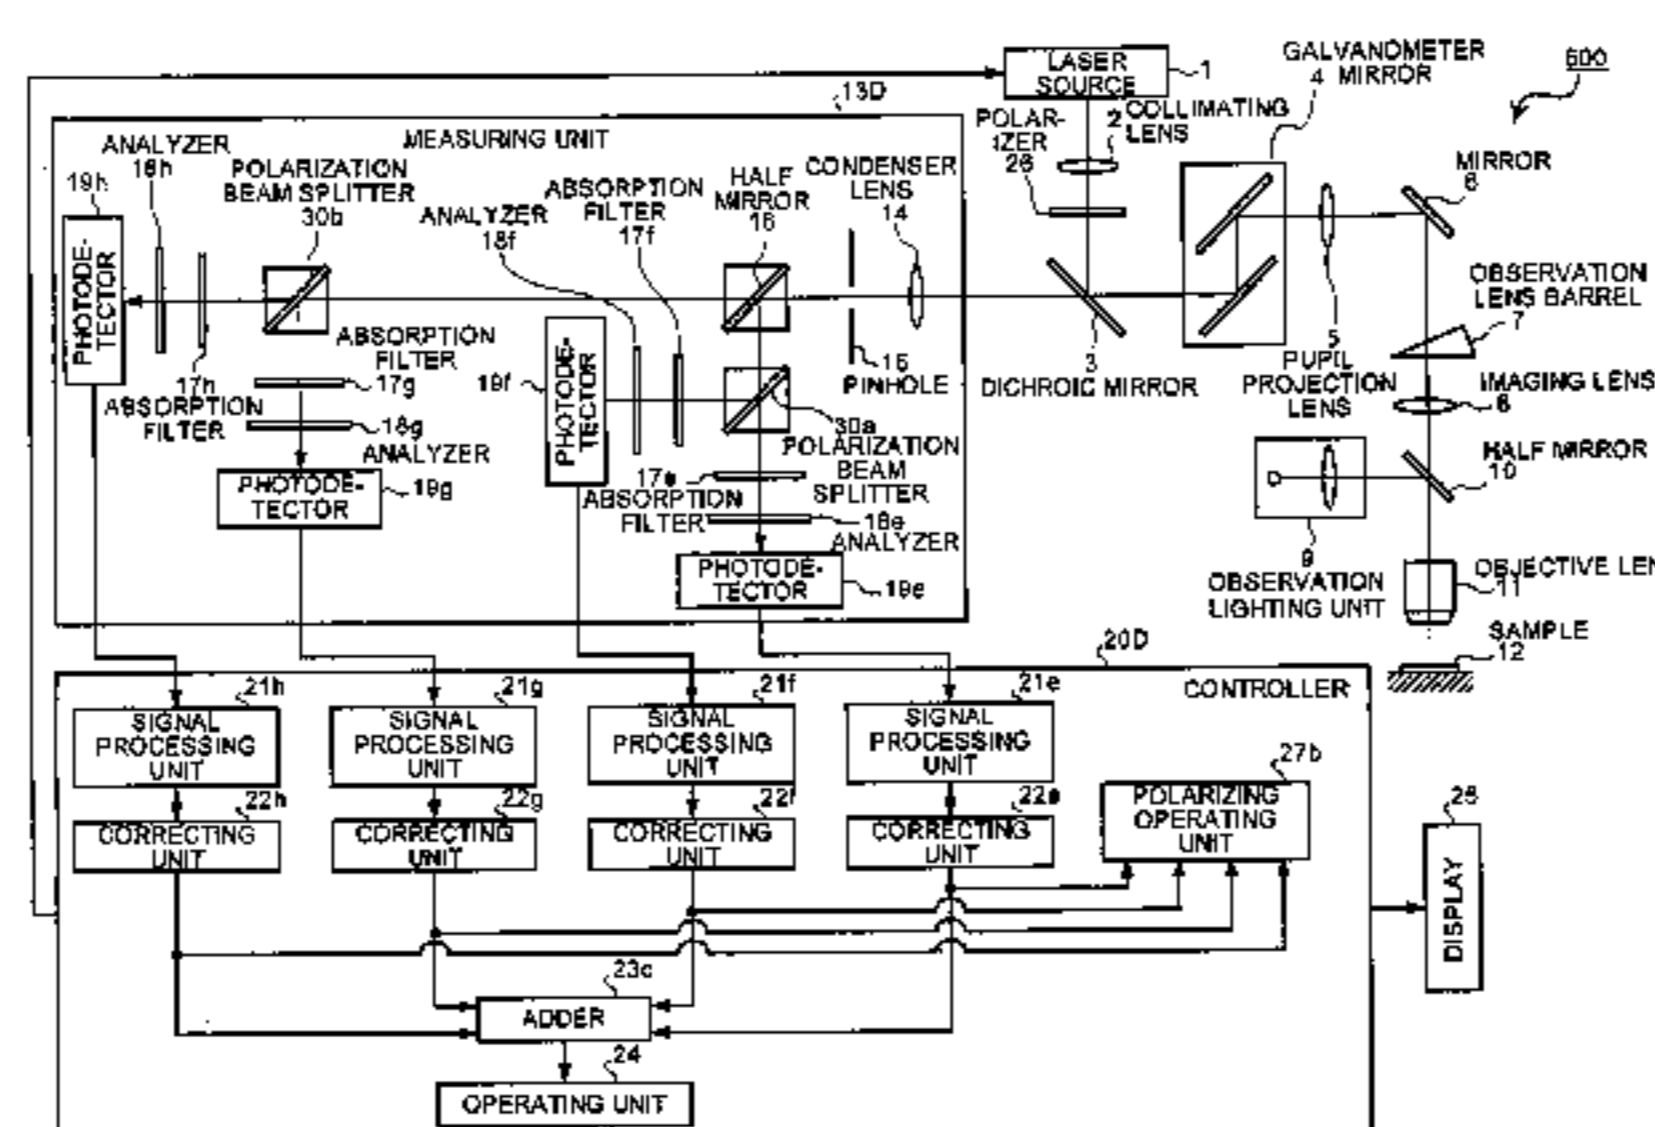 600
LASER
SOURCE
1
GALVANOMETER
4 MIRROR
13D
MEASURING UNIT
POLAR-
IZER
26
2 COLLIMATING
LENS
MIRROR
6
ANALYZER
18h
19h
POLARIZATION
BEAM SPLITTER
30b
ANALYZER
18f
ABSORPTION
FILTER
17f
HALF
MIRROR
16
CONDENSER
LENS
14
OBSERVATION
LENS BARREL
7
PHOTODE-
TECTOR
17h
ABSORPTION
FILTER
ABSORPTION
FILTER
17g
18g
ANALYZER
PHOTODE-
TECTOR
19g
19f
PHOTODE-
TECTOR
15
PINHOLE
3
DICHROIC MIRROR
5
PUPIL
PROJECTION
LENS
IMAGING LENS
8
30a
POLARIZATION
BEAM
SPLITTER
17e
ABSORPTION
FILTER
18e
ANALYZER
PHOTODE-
TECTOR
19e
HALF MIRROR
10
9
OBSERVATION
LIGHTING UNIT
OBJECTIVE LEN
11
SAMPLE
12
20D
CONTROLLER
21h
SIGNAL
PROCESSING
UNIT
21g
SIGNAL
PROCESSING
UNIT
21f
SIGNAL
PROCESSING
UNIT
21e
SIGNAL
PROCESSING
UNIT
27b
POLARIZING
OPERATING
UNIT
22h
CORRECTING
UNIT
22g
CORRECTING
UNIT
22f
CORRECTING
UNIT
22e
CORRECTING
UNIT
DISPLAY
23c
ADDER
24
OPERATING UNIT